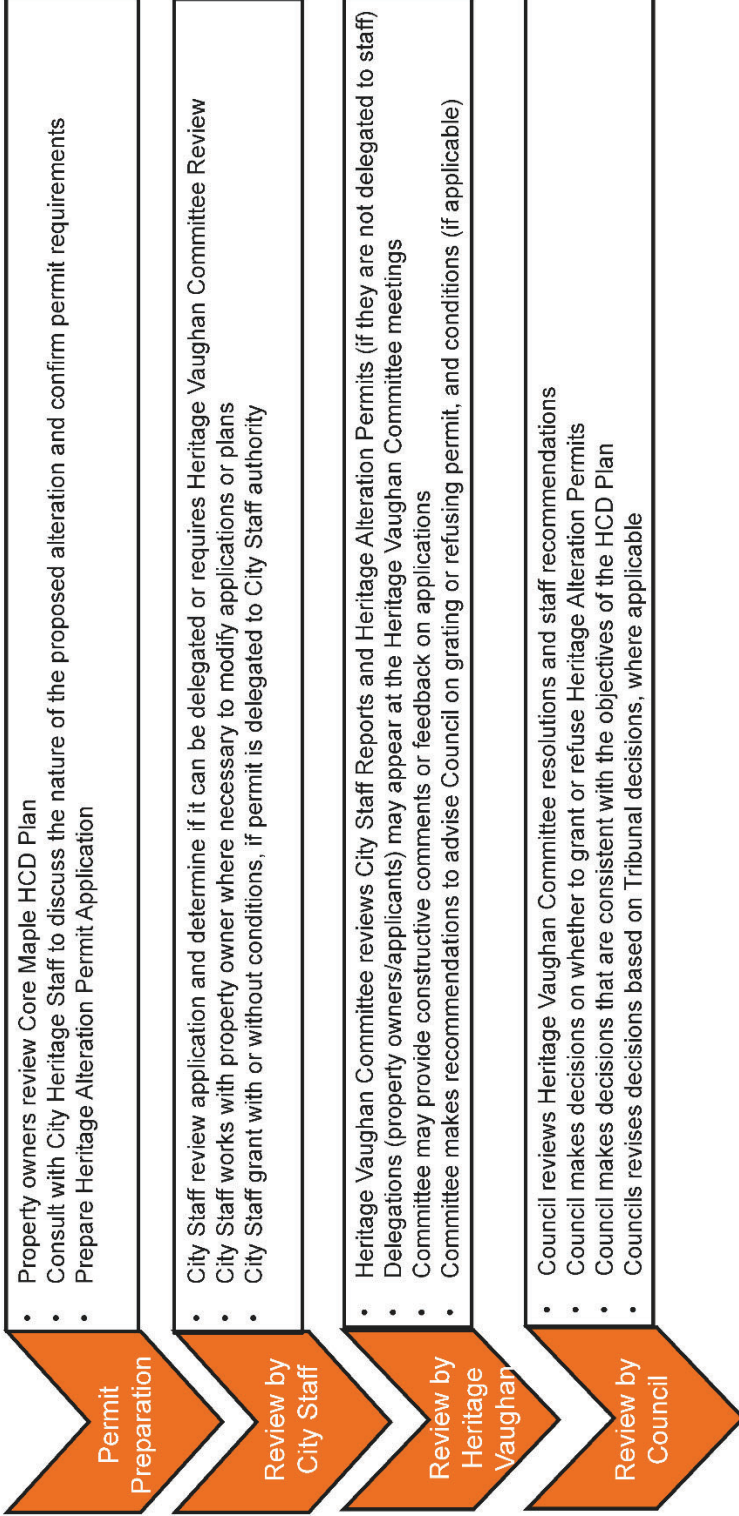 Permit
Preparation
• Property owners review Core Maple HCD Plan
• Consult with City Heritage Staff to discuss the nature of the proposed alteration and confirm permit requirements
• Prepare Heritage Alteration Permit Application
Review by
City Staff
• City Staff review application and determine if it can be delegated or requires Heritage Vaughan Committee Review
• City Staff works with property owner where necessary to modify applications or plans
• City Staff grant with or without conditions, if permit is delegated to City Staff authority
Review by
Heritage
Vaughan
• Heritage Vaughan Committee reviews City Staff Reports and Heritage Alteration Permits (if they are not delegated to staff)
• Delegations (property owners/applicants) may appear at the Heritage Vaughan Committee meetings
• Committee may provide constructive comments or feedback on applications
• Committee makes recommendations to advise Council on grating or refusing permit, and conditions (if applicable)
Review by
Council
• Council reviews Heritage Vaughan Committee resolutions and staff recommendations
• Council makes decisions on whether to grant or refuse Heritage Alteration Permits
• Council makes decisions that are consistent with the objectives of the HCD Plan
• Councils revises decisions based on Tribunal decisions, where applicable